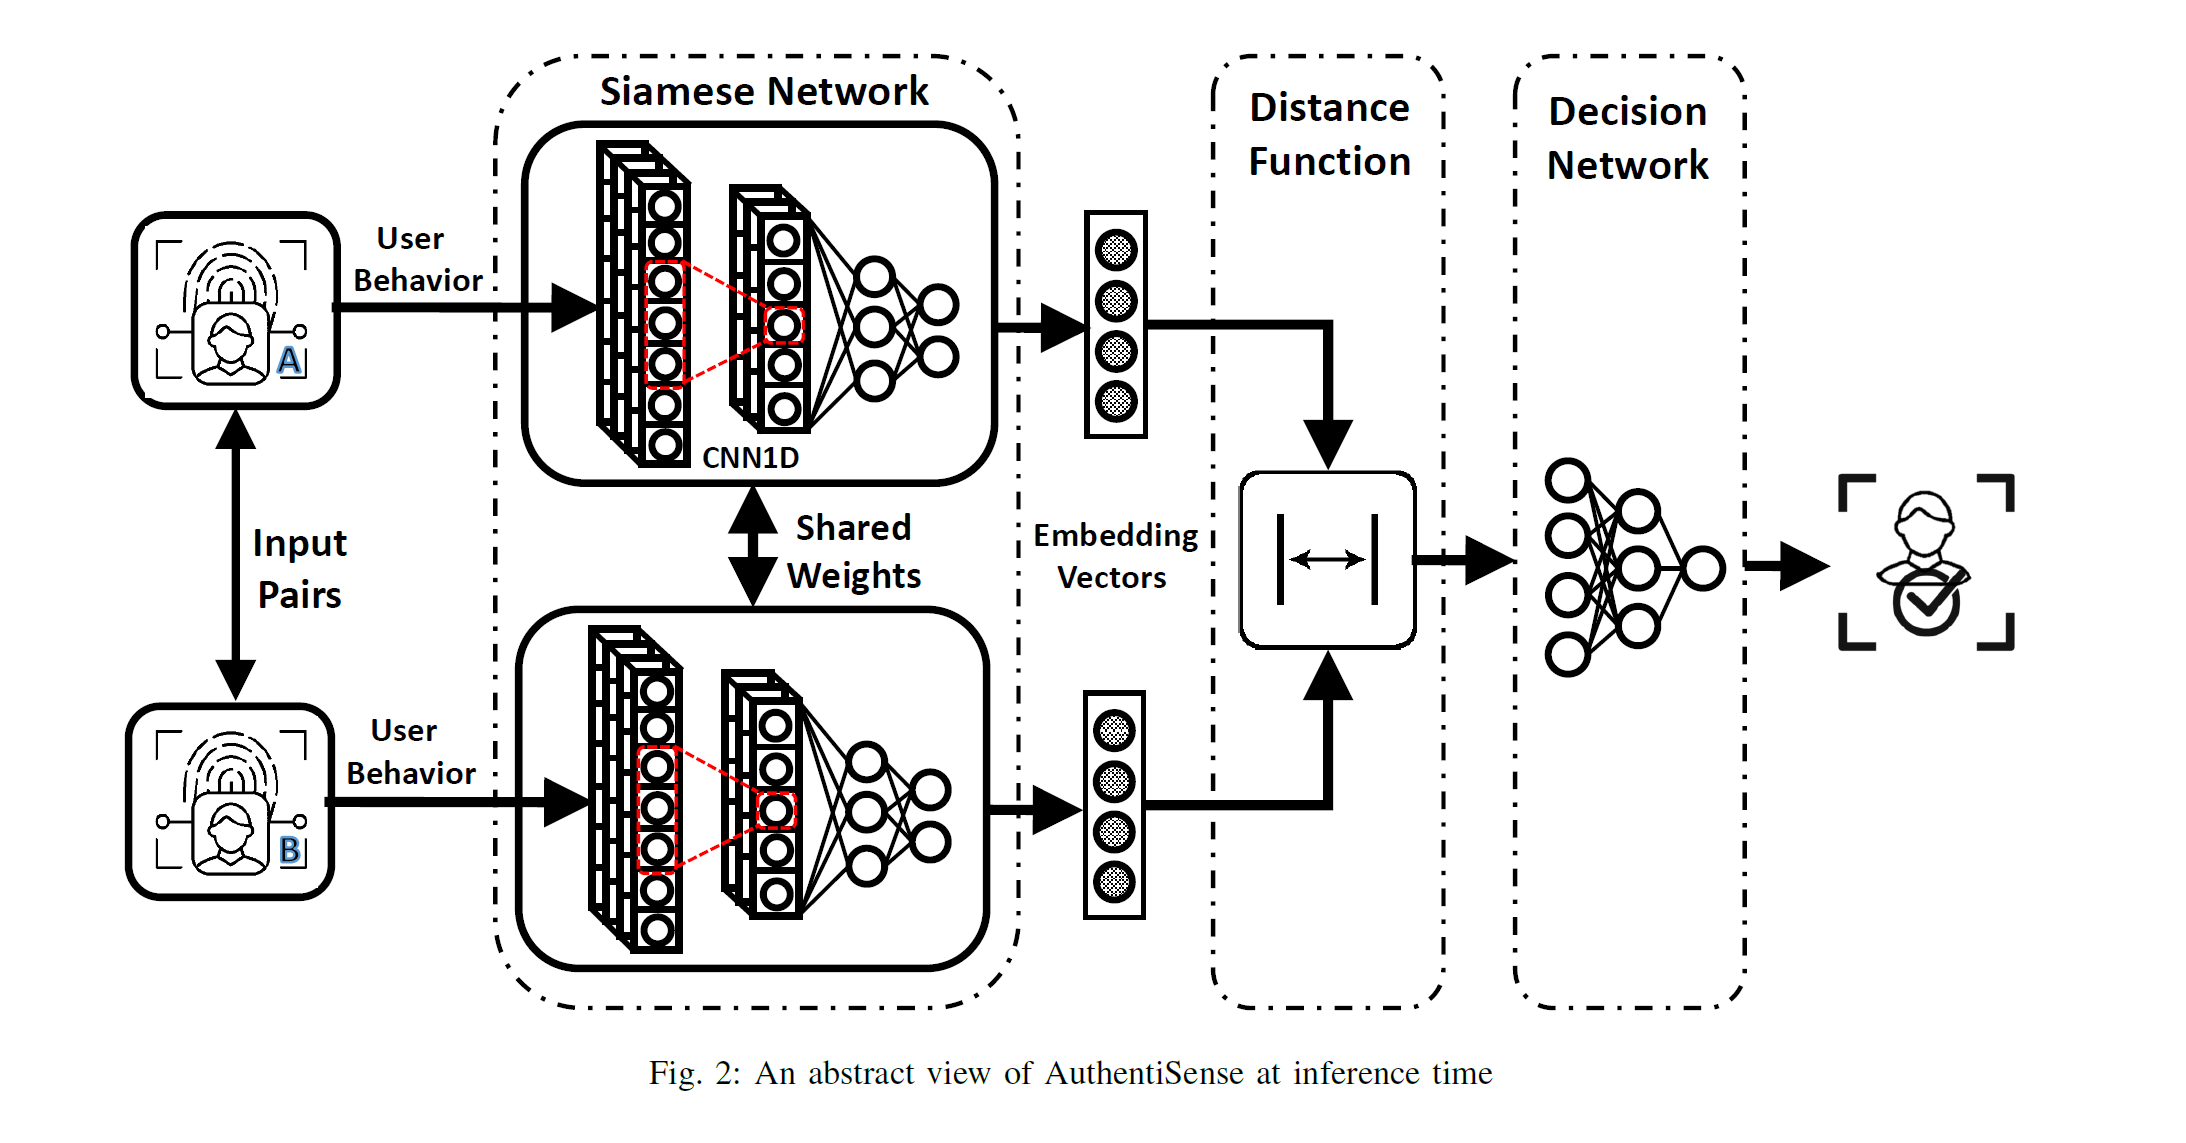 Siamese Network
Distance
Function
Decision
Network
User
Behavior
A
CNN1D
Input
Pairs
Shared
Weights
Embedding
Vectors
User
Behavior
B
Fig. 2: An abstract view of AuthentiSense at inference time